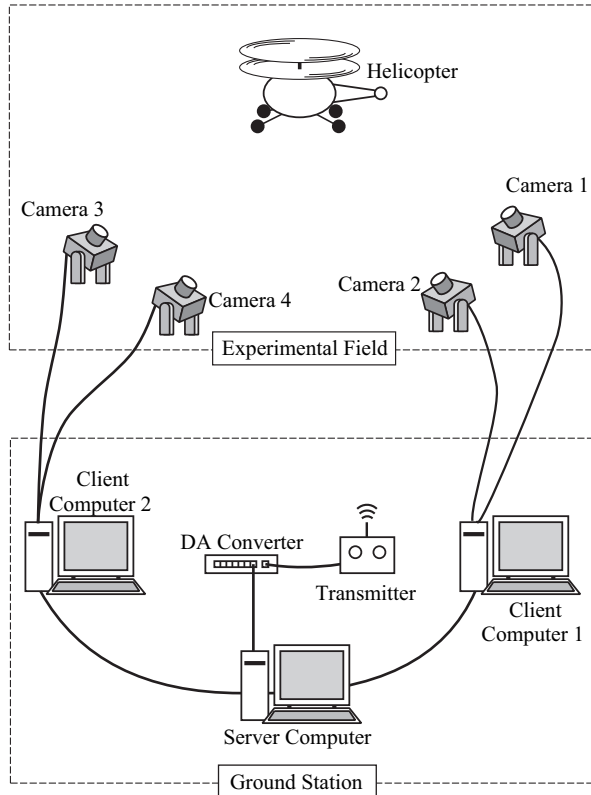 Helicopter
Camera 1
Camera 3
Camera 2
Camera 4
Experimental Field
Client
Computer 2
DA Converter
Transmitter
Client
Computer 1
Server Computer
Ground Station